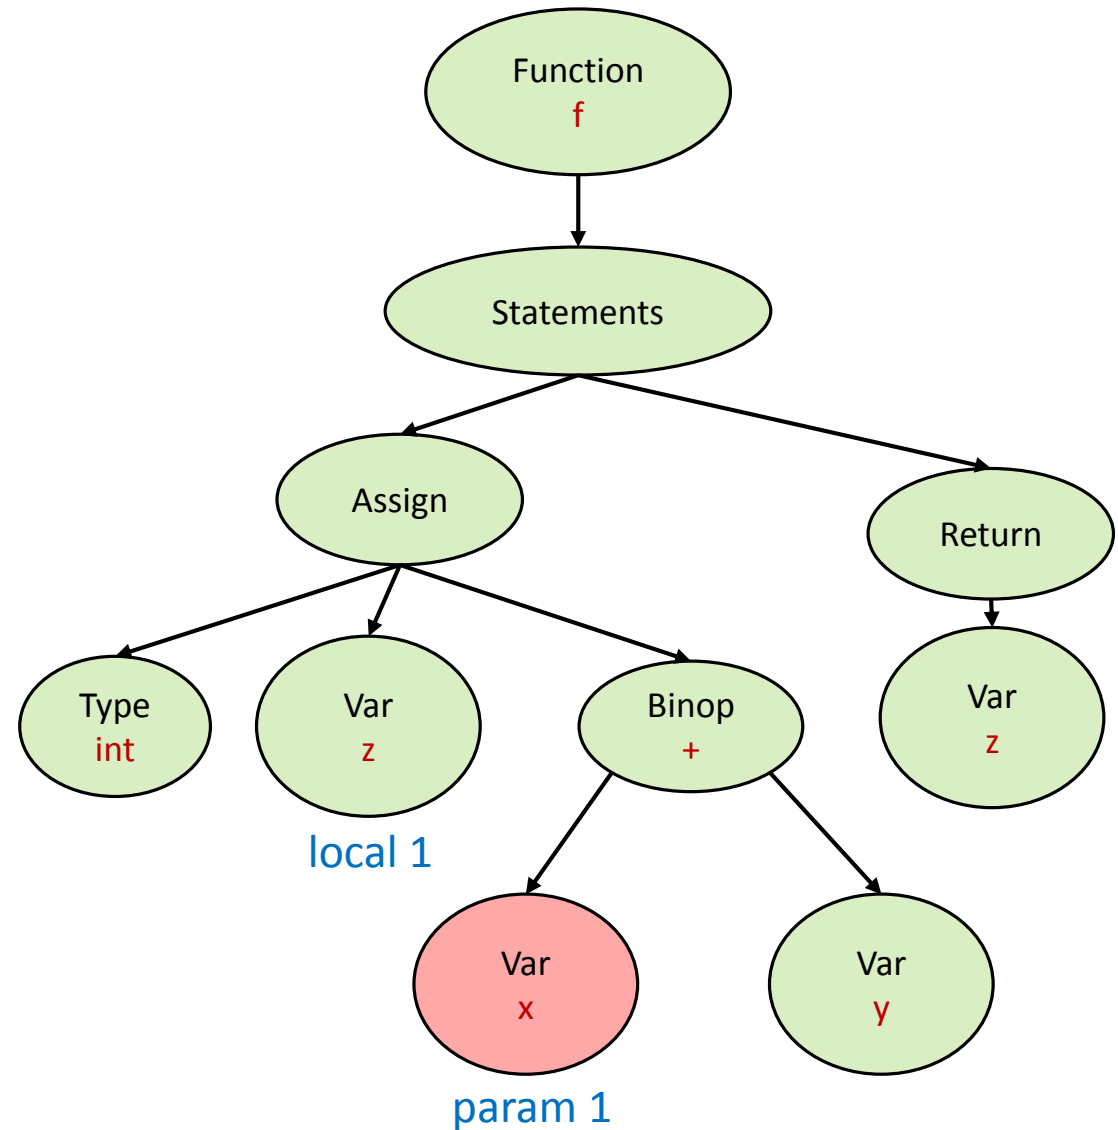 Function
f
Statements
Assign
Return
Type
int
Var
z
Binop
+
Var
z
local 1
Var
x
Var
y
param 1